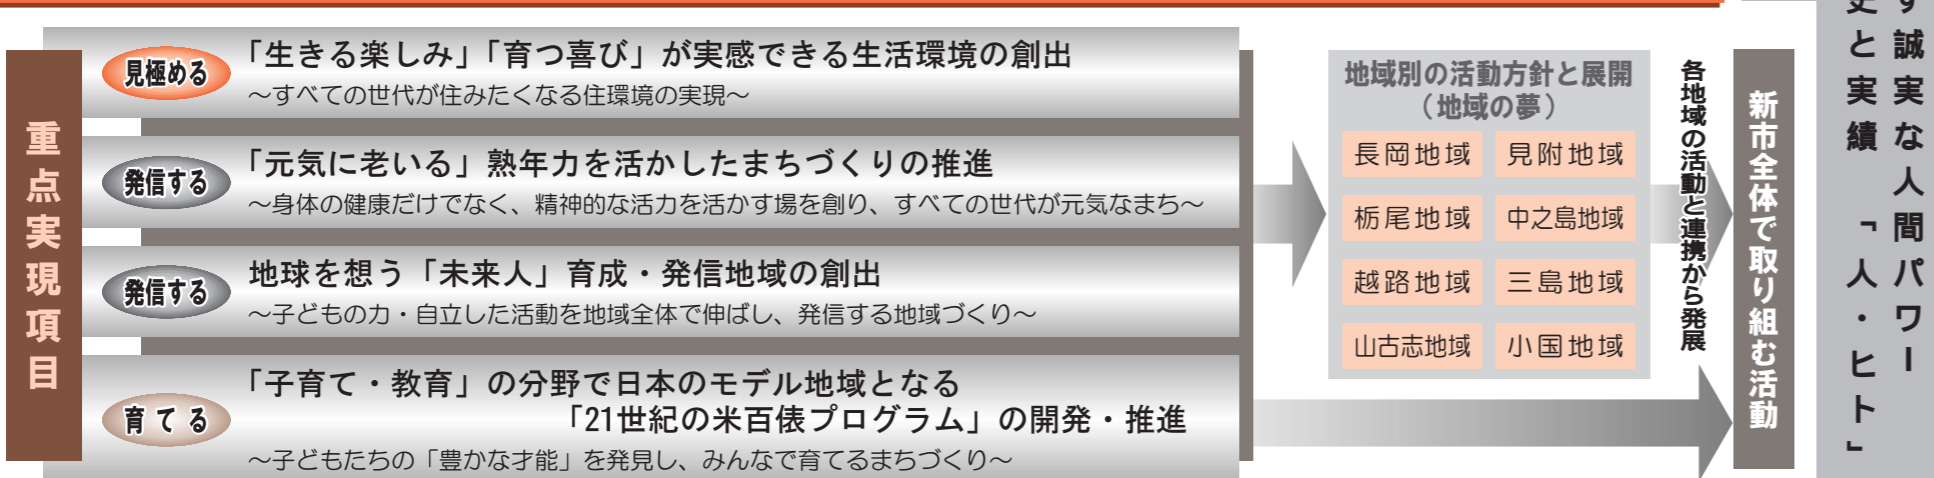 重点実現項目
見極める
「生きる楽しみ」「育つ喜び」が実感できる生活環境の創出
～すべての世代が住みたくなる住環境の実現～
発信する
「元気に老いる」熟年力を活かしたまちづくりの推進
～身体の健康だけでなく、精神的な活力を活かす場を創り、すべての世代が元気なまち～
発信する
地球を想う「未来人」育成・発信地域の創出
～子どもの力・自立した活動を地域全体で伸ばし、発信する地域づくり～
育てる
「子育て・教育」の分野で日本のモデル地域となる
「21世紀の米百俵プログラム」の開発・推進
～子どもたちの「豊かな才能」を発見し、みんなで育てるまちづくり～
地域別の活動方針と展開
（地域の夢）
長岡地域 見附地域
栃尾地域 中之島地域
越路地域 三島地域
山古志地域 小国地域
各地域の活動と連携から発展
新市全体で取り組む活動
す誠実な人間パワー
史と実績「人・ヒト」